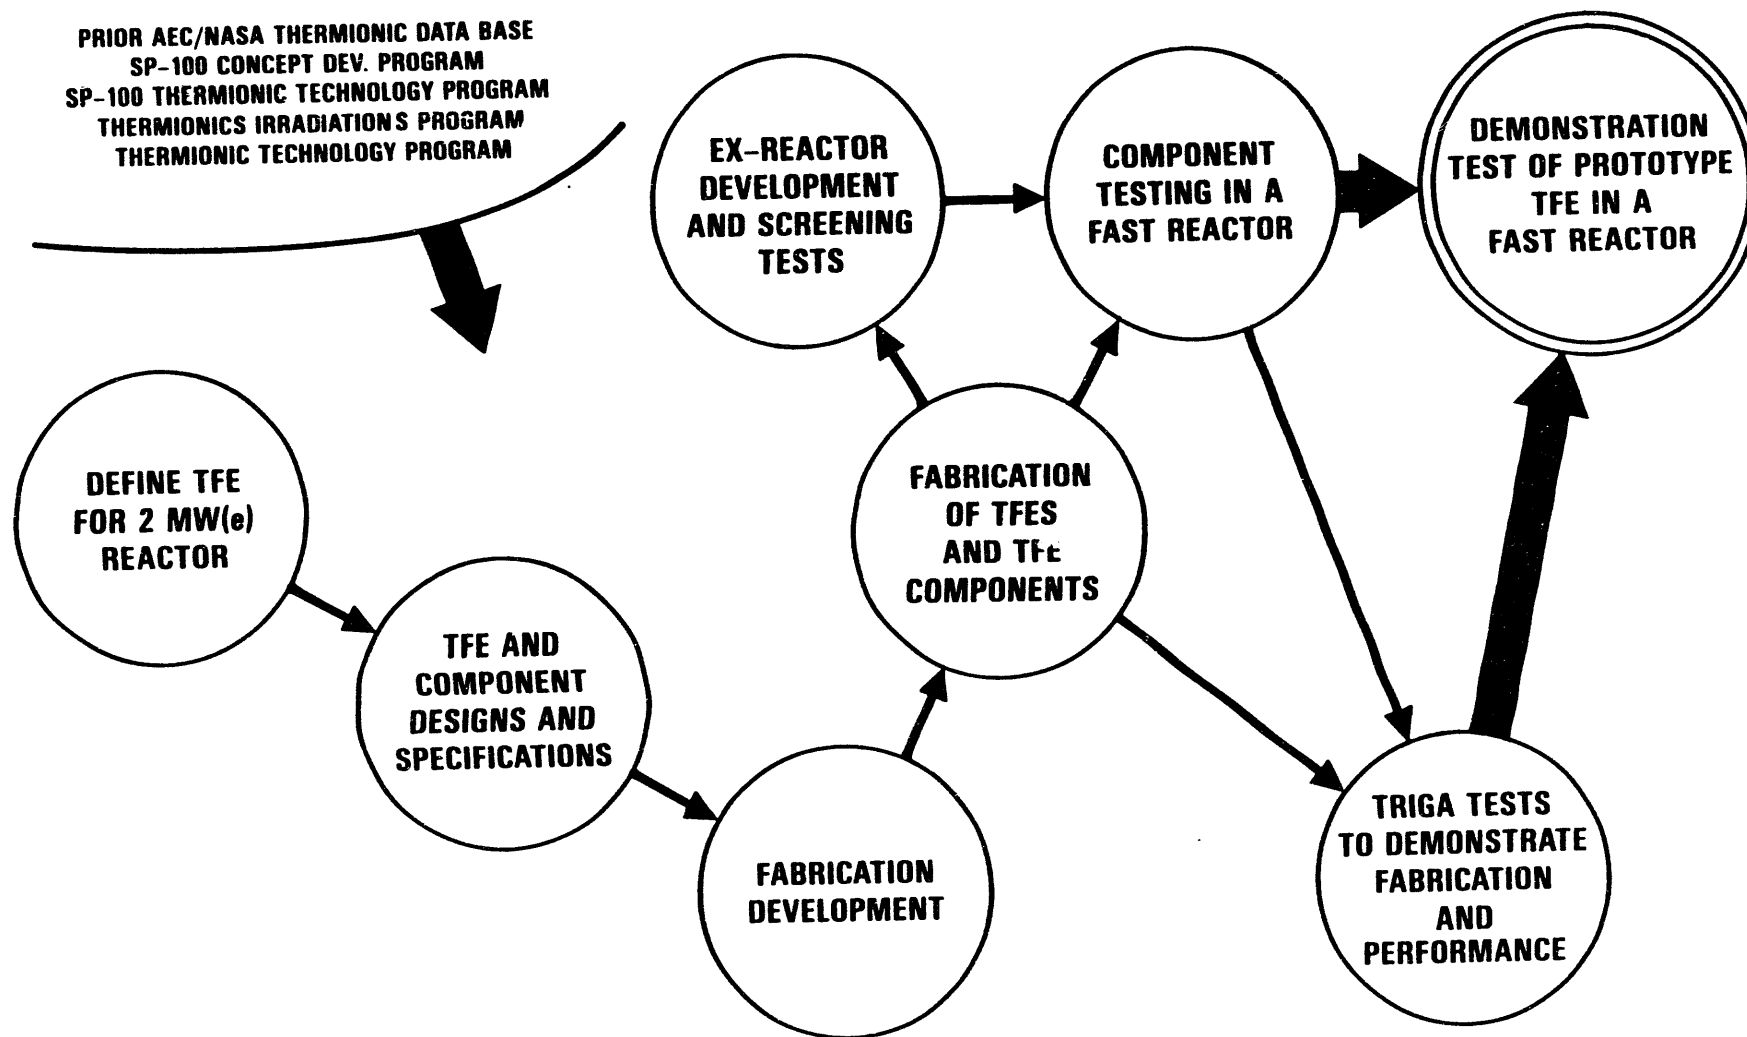 PRIOR AEC/NASA THERMIONIC DATA BASE
SP-100 CONCEPT DEV. PROGRAM
SP-100 THERMIONIC TECHNOLOGY PROGRAM
THERMIONICS IRRADIATIONS PROGRAM
THERMIONIC TECHNOLOGY PROGRAM
EX-REACTOR
DEVELOPMENT
AND SCREENING
TESTS
COMPONENT
TESTING IN A
FAST REACTOR
DEMONSTRATION
TEST OF PROTOTYPE
TFE IN A
FAST REACTOR
DEFINE TFE
FOR 2 MW(e)
REACTOR
FABRICATION
OF TFES
AND TFE
COMPONENTS
TFE AND
COMPONENT
DESIGNS AND
SPECIFICATIONS
FABRICATION
DEVELOPMENT
TRIGA TESTS
TO DEMONSTRATE
FABRICATION
AND
PERFORMANCE